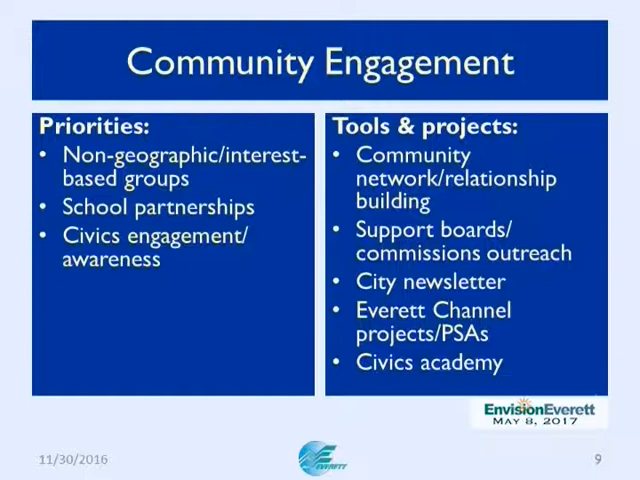 Community Engagement
Priorities:
• Non-geographic/interest-
based groups
• School partnerships
• Civics engagement/
awareness
Tools & projects:
• Community
network/relationship
building
• Support boards/
commissions outreach
• City newsletter
• Everett Channel
projects/PSAs
• Civics academy
EnvisionEverett
MAY 8, 2017
11/30/2016
EVERETT
9